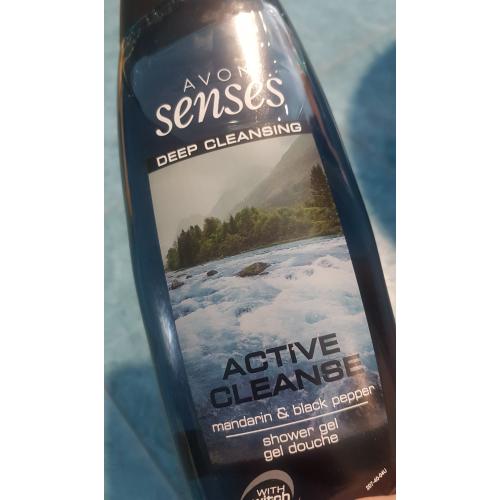 AVON
senses
DEEP CLEANSING
ACTIVE
CLEANSE
mandarin & black pepper
shower gel
gel douche
WITH